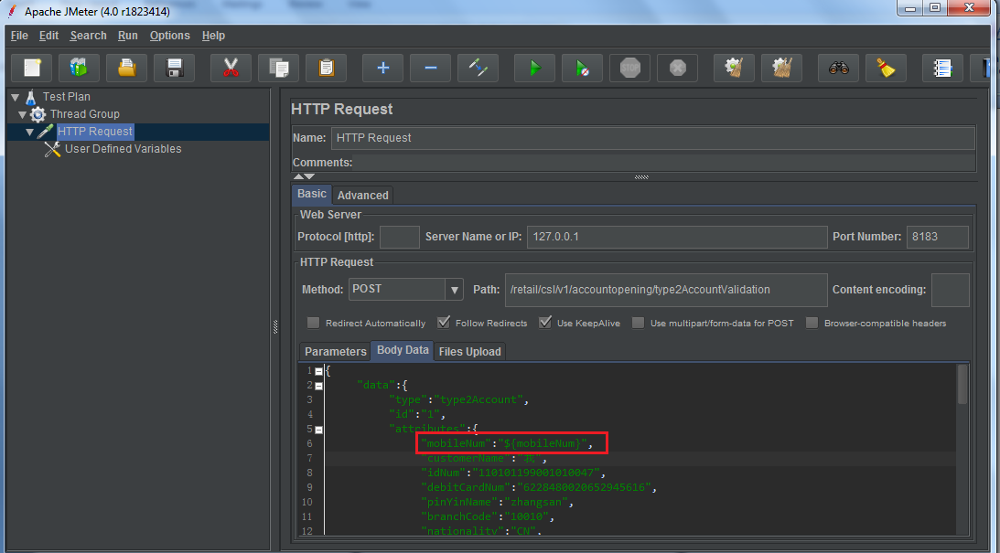 Apache JMeter (4.0 r1823414)
File Edit Search Run Options Help
STOP
Test Plan
Thread Group
HTTP Request
User Defined Variables
HTTP Request
Name: HTTP Request
Comments:
Basic Advanced
Web Server
Protocol [http]: Server Name or IP: 127.0.0.1 Port Number: 8183
HTTP Request
Method: POST Path: /retail/csl/v1/accountopening/type2AccountValidation Content encoding:
Redirect Automatically Follow Redirects Use KeepAlive Use multipart/form-data for POST Browser-compatible headers
Parameters Body Data Files Upload
1 {
2 "data":{
3 "type":"type2Account",
4 "id":"1",
5 "attributes":{
6 "mobileNum":"${mobileNum}",
7 "customerName":"我",
8 "idNum":"110101199001010047",
9 "debitCardNum":"6228480020652945616",
10 "pinYinName":"zhangsan",
11 "branchCode":"10010",
12 "nationality":"CN",